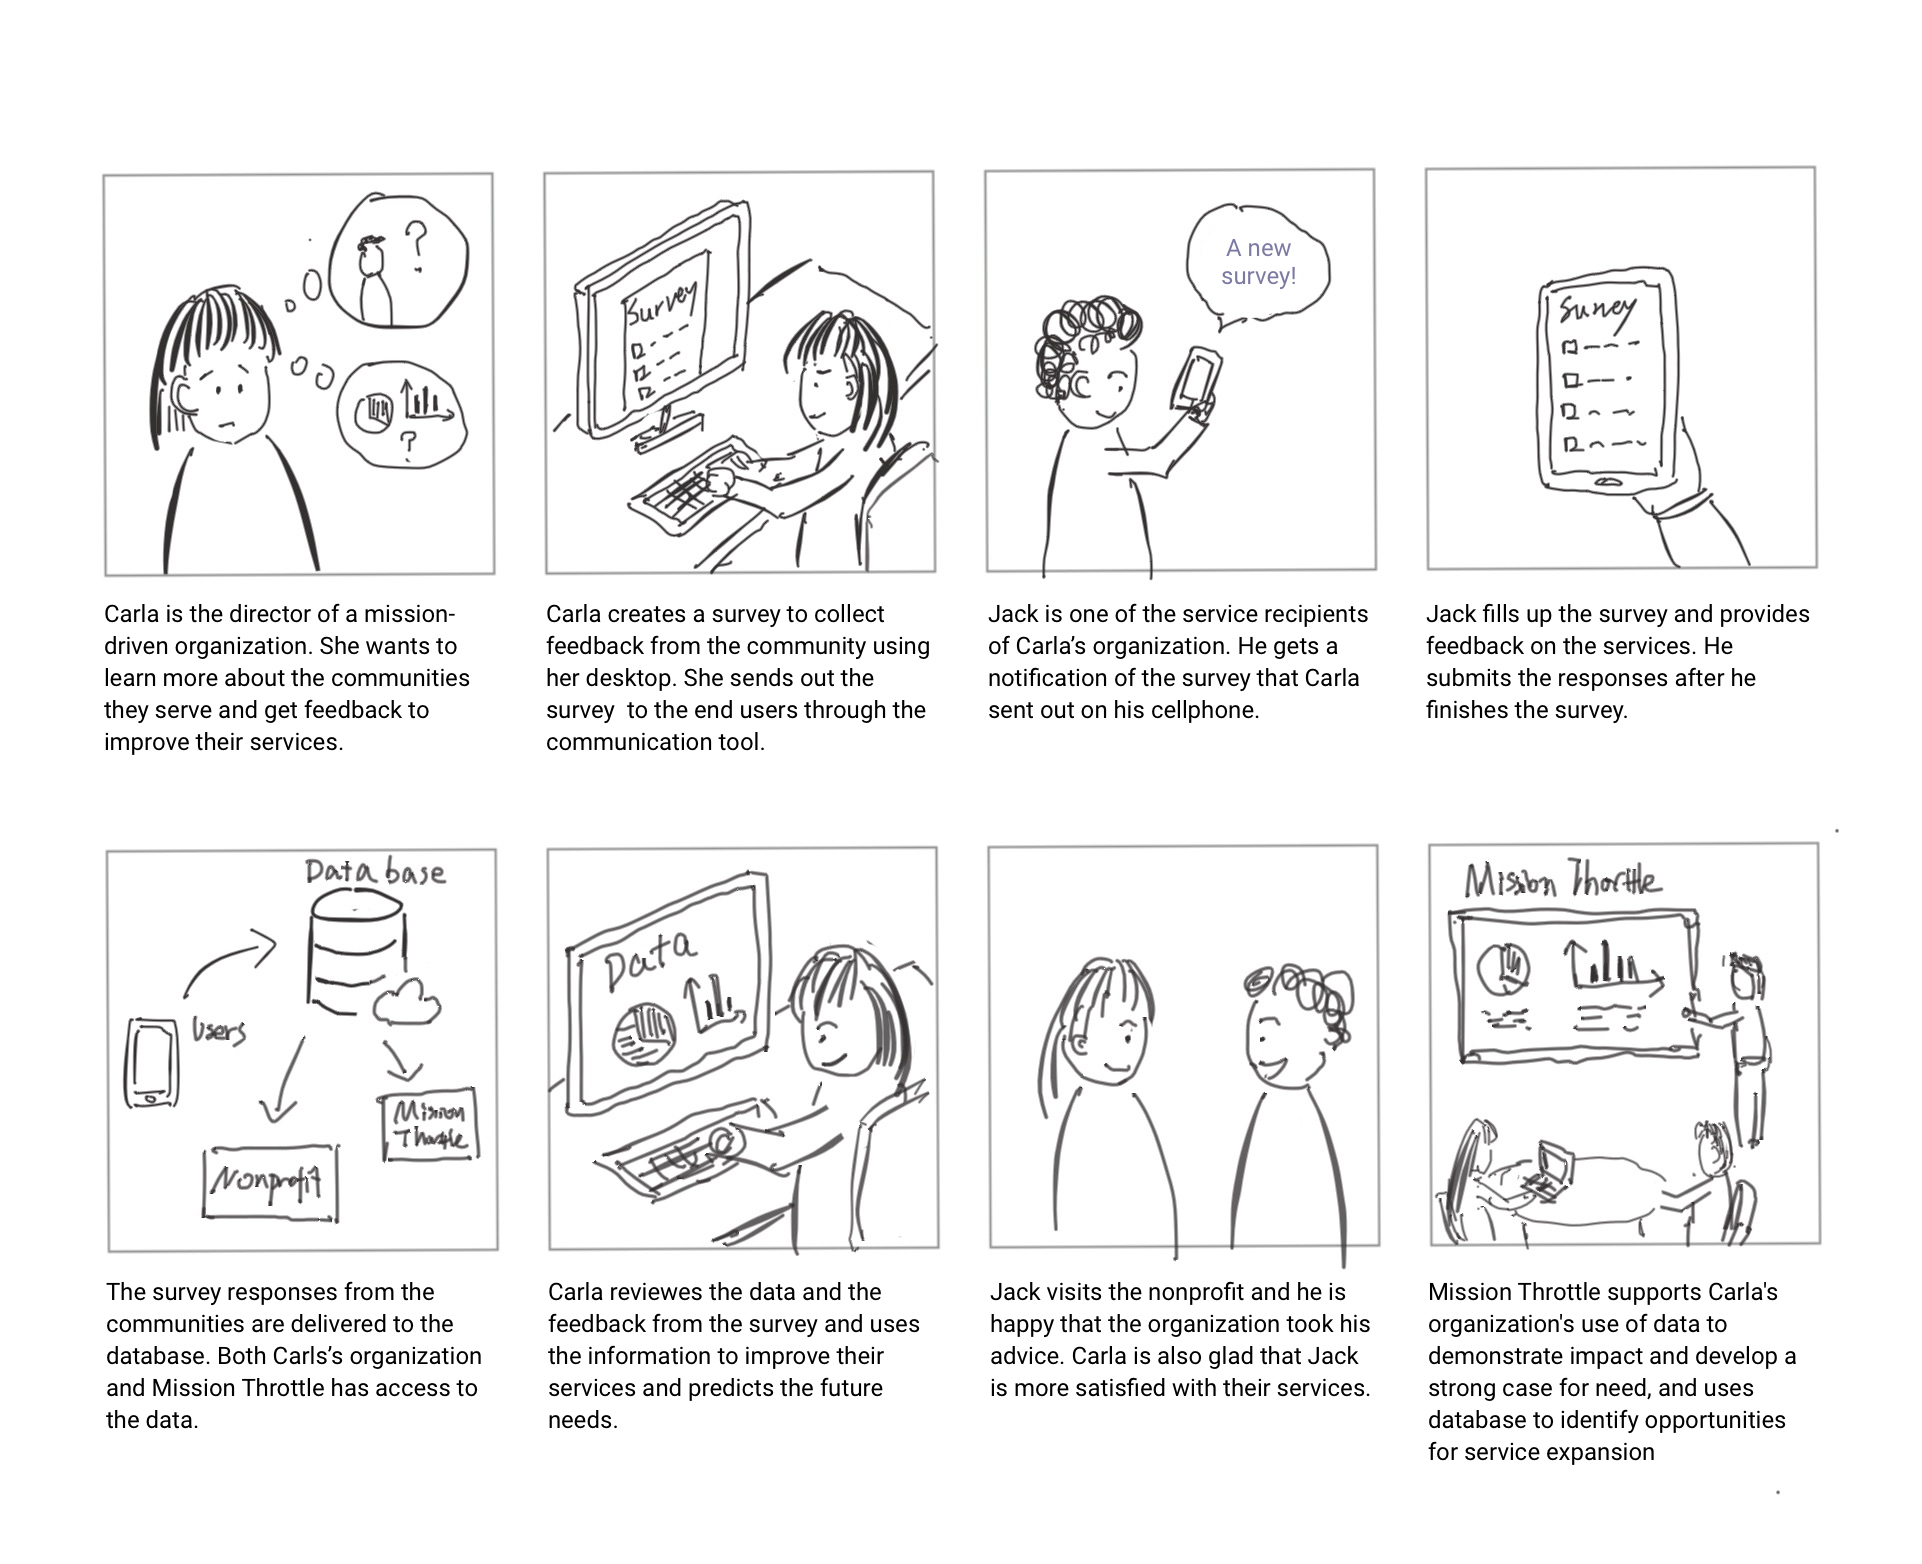 A new
survey!
Survey
Survey
Carla is the director of a mission-
driven organization. She wants to
learn more about the communities
they serve and get feedback to
improve their services.
Carla creates a survey to collect
feedback from the community using
her desktop. She sends out the
survey  to the end users through the
communication tool.
Jack is one of the service recipients
of Carla's organization. He gets a
notification of the survey that Carla
sent out on his cellphone.
Jack fills up the survey and provides
feedback on the services. He
submits the responses after he
finishes the survey.
Database
Users
Nonprofit
Mission
Throttle
Data
Mission Thorttle
The survey responses from the
communities are delivered to the
database. Both Carls's organization
and Mission Throttle has access to
the data.
Carla reviewes the data and the
feedback from the survey and uses
the information to improve their
services and predicts the future
needs.
Jack visits the nonprofit and he is
happy that the organization took his
advice. Carla is also glad that Jack
is more satisfied with their services.
Mission Throttle supports Carla's
organization's use of data to
demonstrate impact and develop a
strong case for need, and uses
database to identify opportunities
for service expansion